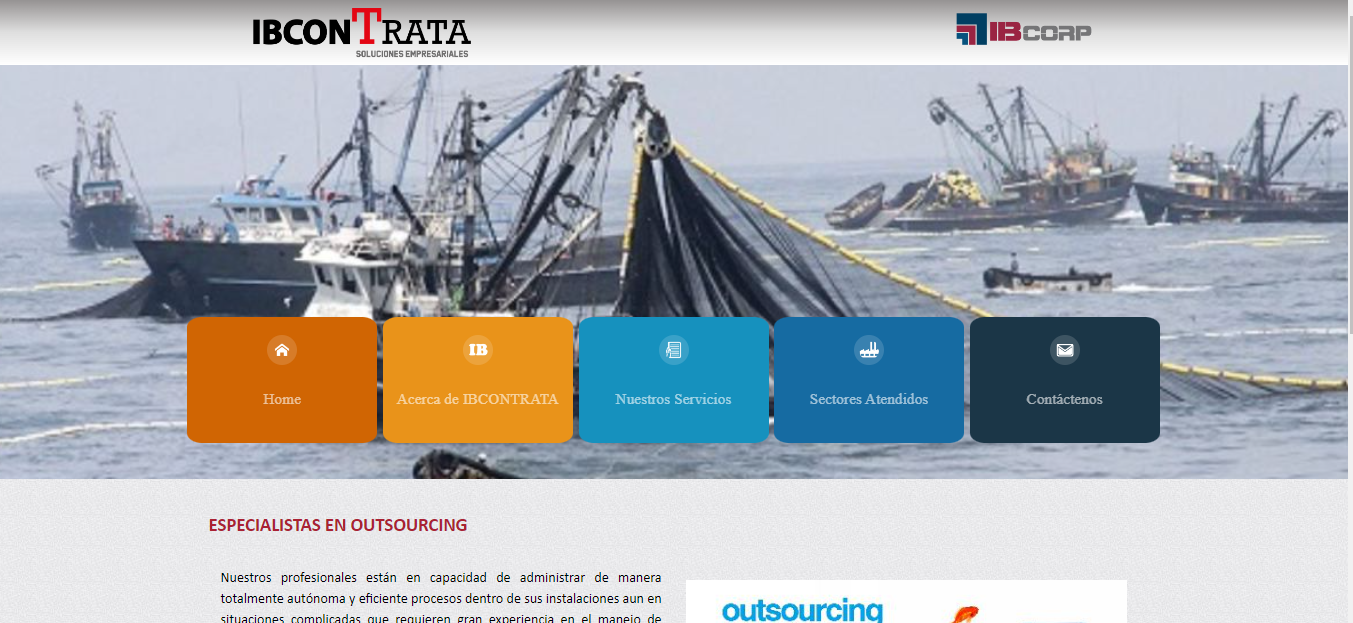 IBCONTRATA
SOLUCIONES EMPRESARIALES
IBCORP
IB
Home
Acerca de IBCONTRATA
Nuestros Servicios
Sectores Atendidos
Contáctenos
ESPECIALISTAS EN OUTSOURCING
Nuestros profesionales están en capacidad de administrar de manera
totalmente autónoma y eficiente procesos dentro de sus instalaciones aun en
situaciones complicadas que requieren gran experiencia en el manejo de
outsourcing